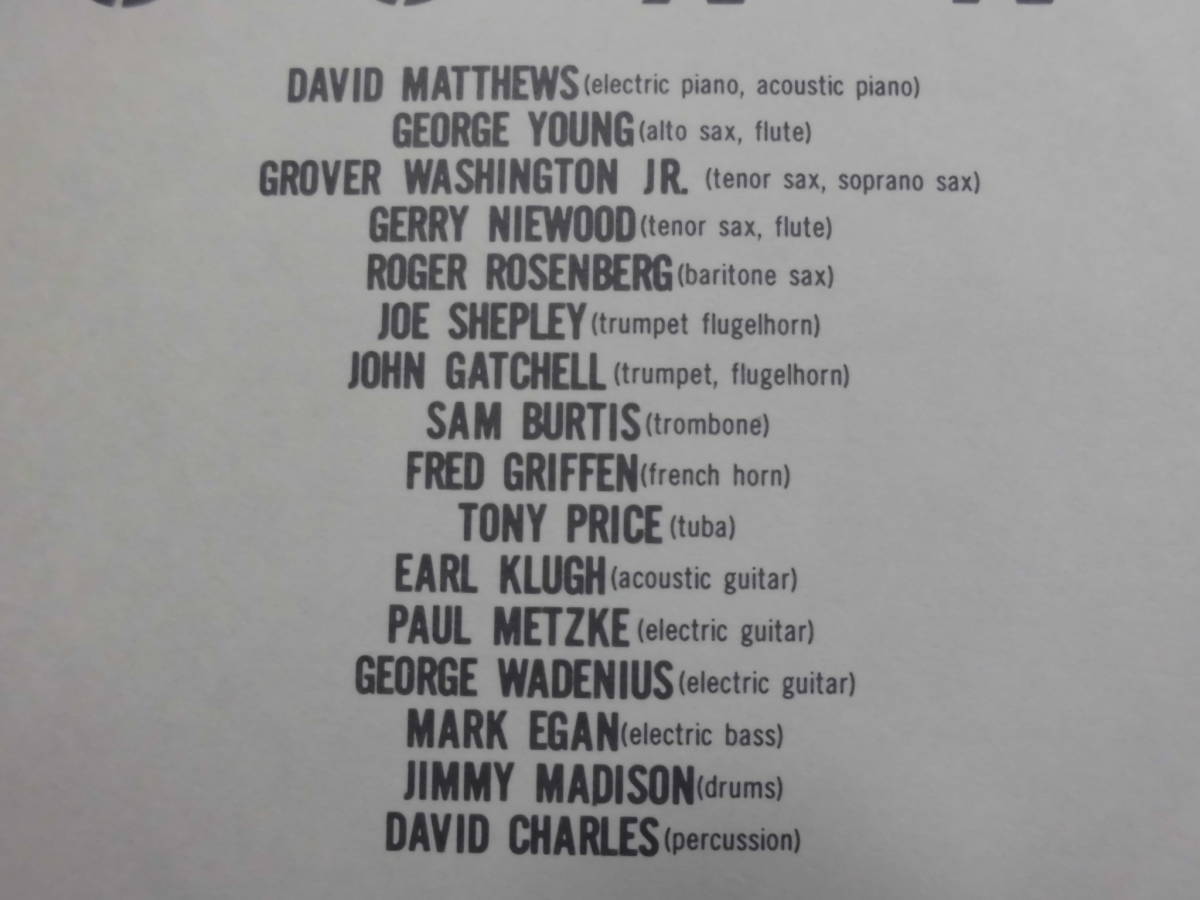 DAVID MATTHEWS (electric piano, acoustic piano)
GEORGE YOUNG (alto sax, flute)
GROVER WASHINGTON JR. (tenor sax, soprano sax)
GERRY NIEWOOD (tenor sax, flute)
ROGER ROSENBERG (baritone sax)
JOE SHEPLEY (trumpet flugelhorn)
JOHN GATCHELL (trumpet, flugelhorn)
SAM BURTIS (trombone)
FRED GRIFFEN (french horn)
TONY PRICE (tuba)
EARL KLUGH (acoustic guitar)
PAUL METZKE (electric guitar)
GEORGE WADENIUS (electric guitar)
MARK EGAN (electric bass)
JIMMY MADISON (drums)
DAVID CHARLES (percussion)